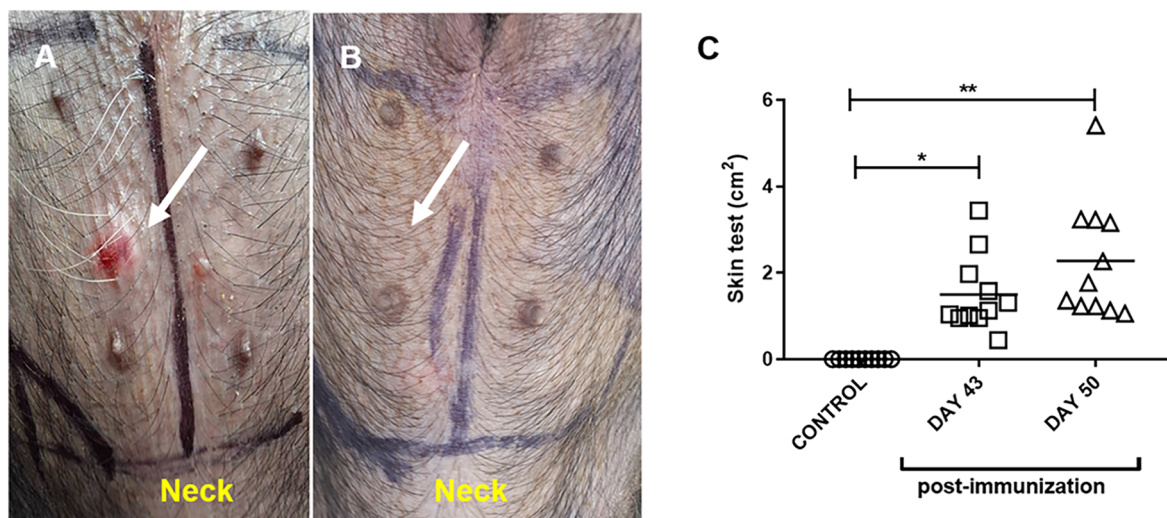 A
B
C
Neck
Neck
Skin test (cm²)
6
4
2
0
**
*
CONTROL
DAY 43
DAY 50
post-immunization